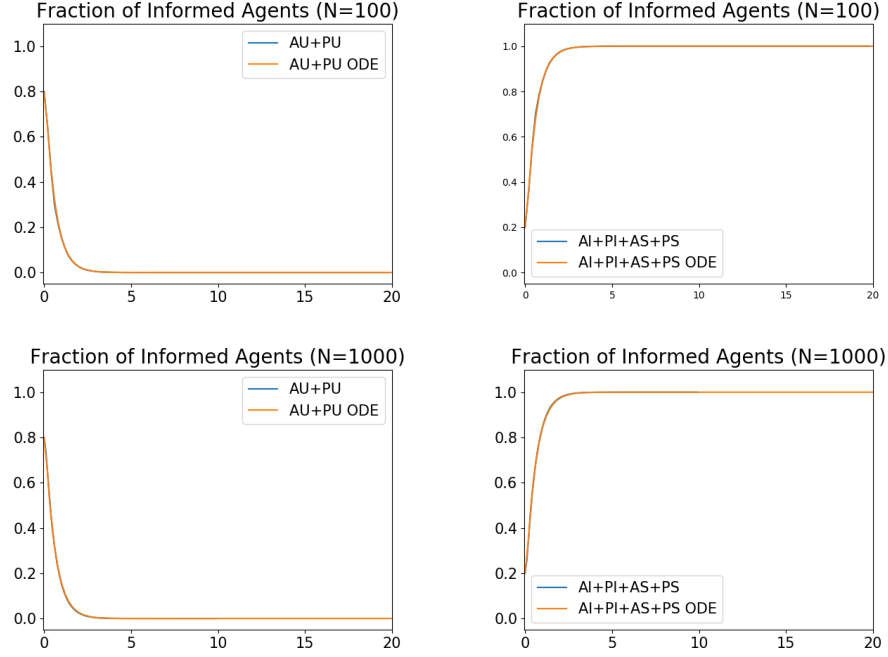 Fraction of Informed Agents (N=100)
1.0
0.8
0.6
0.4
0.2
0.0
0 5 10 15 20
AU+PU
AU+PU ODE
Fraction of Informed Agents (N=100)
1.0
0.8
0.6
0.4
0.2
0.0
0 5 10 15 20
AI+PI+AS+PS
AI+PI+AS+PS ODE
Fraction of Informed Agents (N=1000)
1.0
0.8
0.6
0.4
0.2
0.0
0 5 10 15 20
AU+PU
AU+PU ODE
Fraction of Informed Agents (N=1000)
1.0
0.8
0.6
0.4
0.2
0.0
0 5 10 15 20
AI+PI+AS+PS
AI+PI+AS+PS ODE